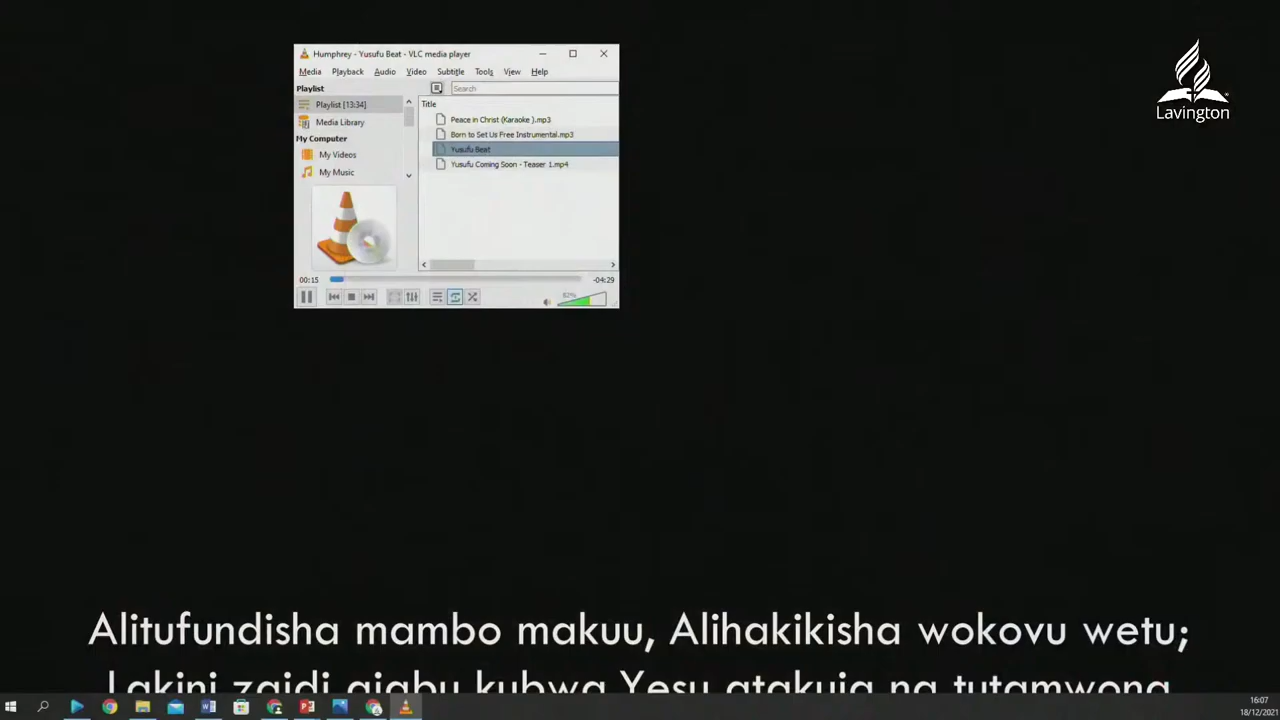 Humphrey - Yusufu Beat - VLC media player
Media Playback Audio Video Subtitle Tools View Help
Playlist
Search
Playlist [13:34]
Media Library
My Computer
My Videos
My Music
Title
Peace in Christ (Karaoke ).mp3
Born to Set Us Free Instrumental.mp3
Yusufu Beat
Yusufu Coming Soon - Teaser 1.mp4
00:15
-04:29
82%
Lavington
Alitufundisha mambo makuu, Alihakikisha wokovu wetu;
Lakini zaidi ajabu kubwa Yesu atakuja na tutamwona
16:07
18/12/2021